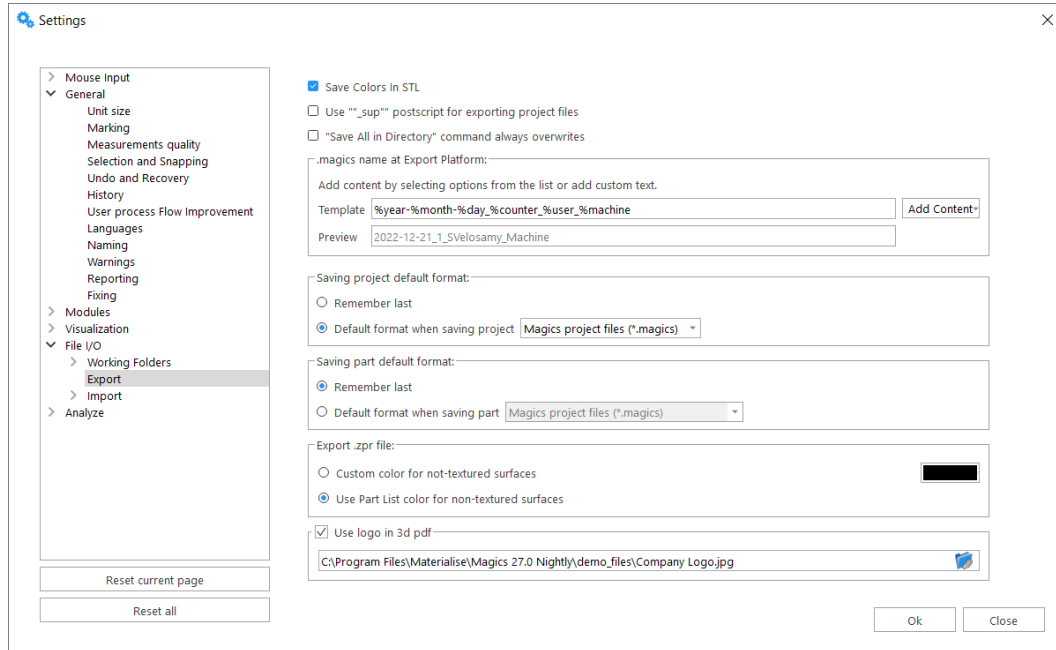 Settings
Mouse Input
General
Unit size
Marking
Measurements quality
Selection and Snapping
Undo and Recovery
History
User process Flow Improvement
Languages
Naming
Warnings
Reporting
Fixing
Modules
Visualization
File I/O
Working Folders
Export
Import
Analyze
Reset current page
Reset all
Save Colors In STL
Use ""_sup"" postscript for exporting project files
"Save All in Directory" command always overwrites
.magics name at Export Platform:
Add content by selecting options from the list or add custom text.
Template %year-%month-%day_%counter_%user_%machine Add Content
Preview 2022-12-21_1_SVelosamy_Machine
Saving project default format:
Remember last
Default format when saving project Magics project files (*.magics)
Saving part default format:
Remember last
Default format when saving part Magics project files (*.magics)
Export .zpr file:
Custom color for not-textured surfaces
Use Part List color for non-textured surfaces
Use logo in 3d pdf
C:\Program Files\Materialise\Magics 27.0 Nightly\demo_files\Company Logo.jpg
Ok Close